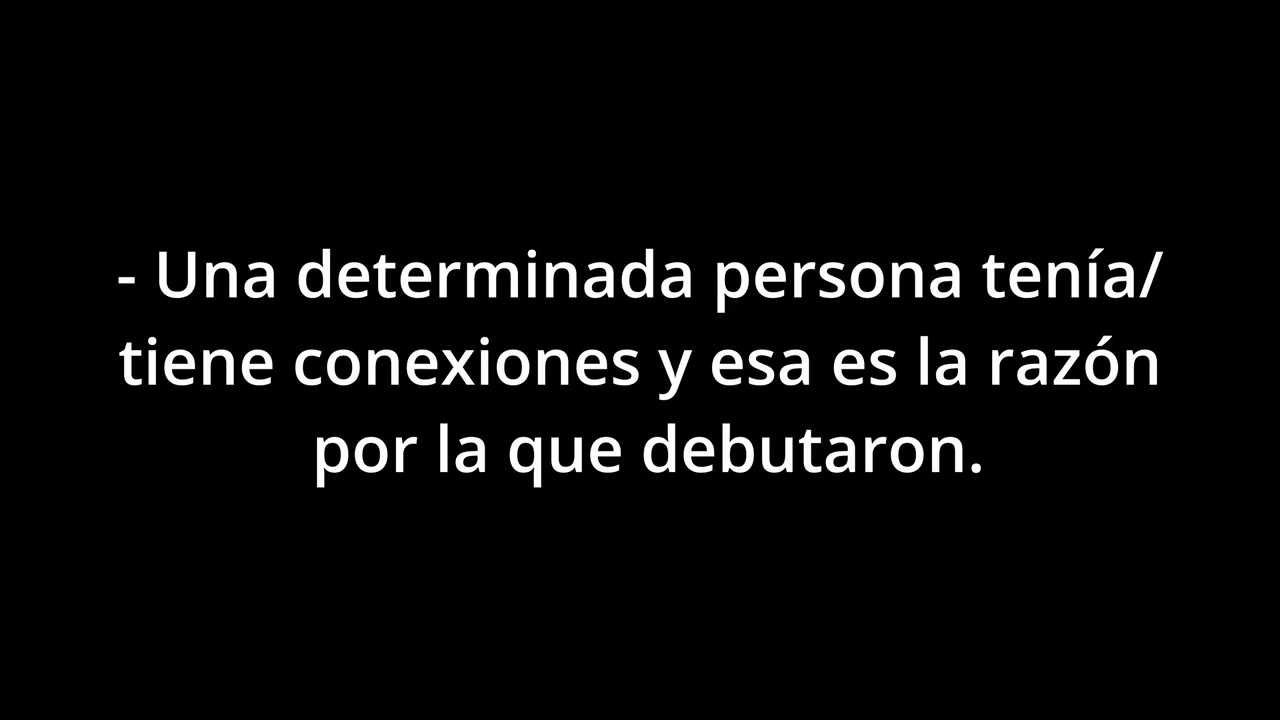 - Una determinada persona tenía/
tiene conexiones y esa es la razón
por la que debutaron.